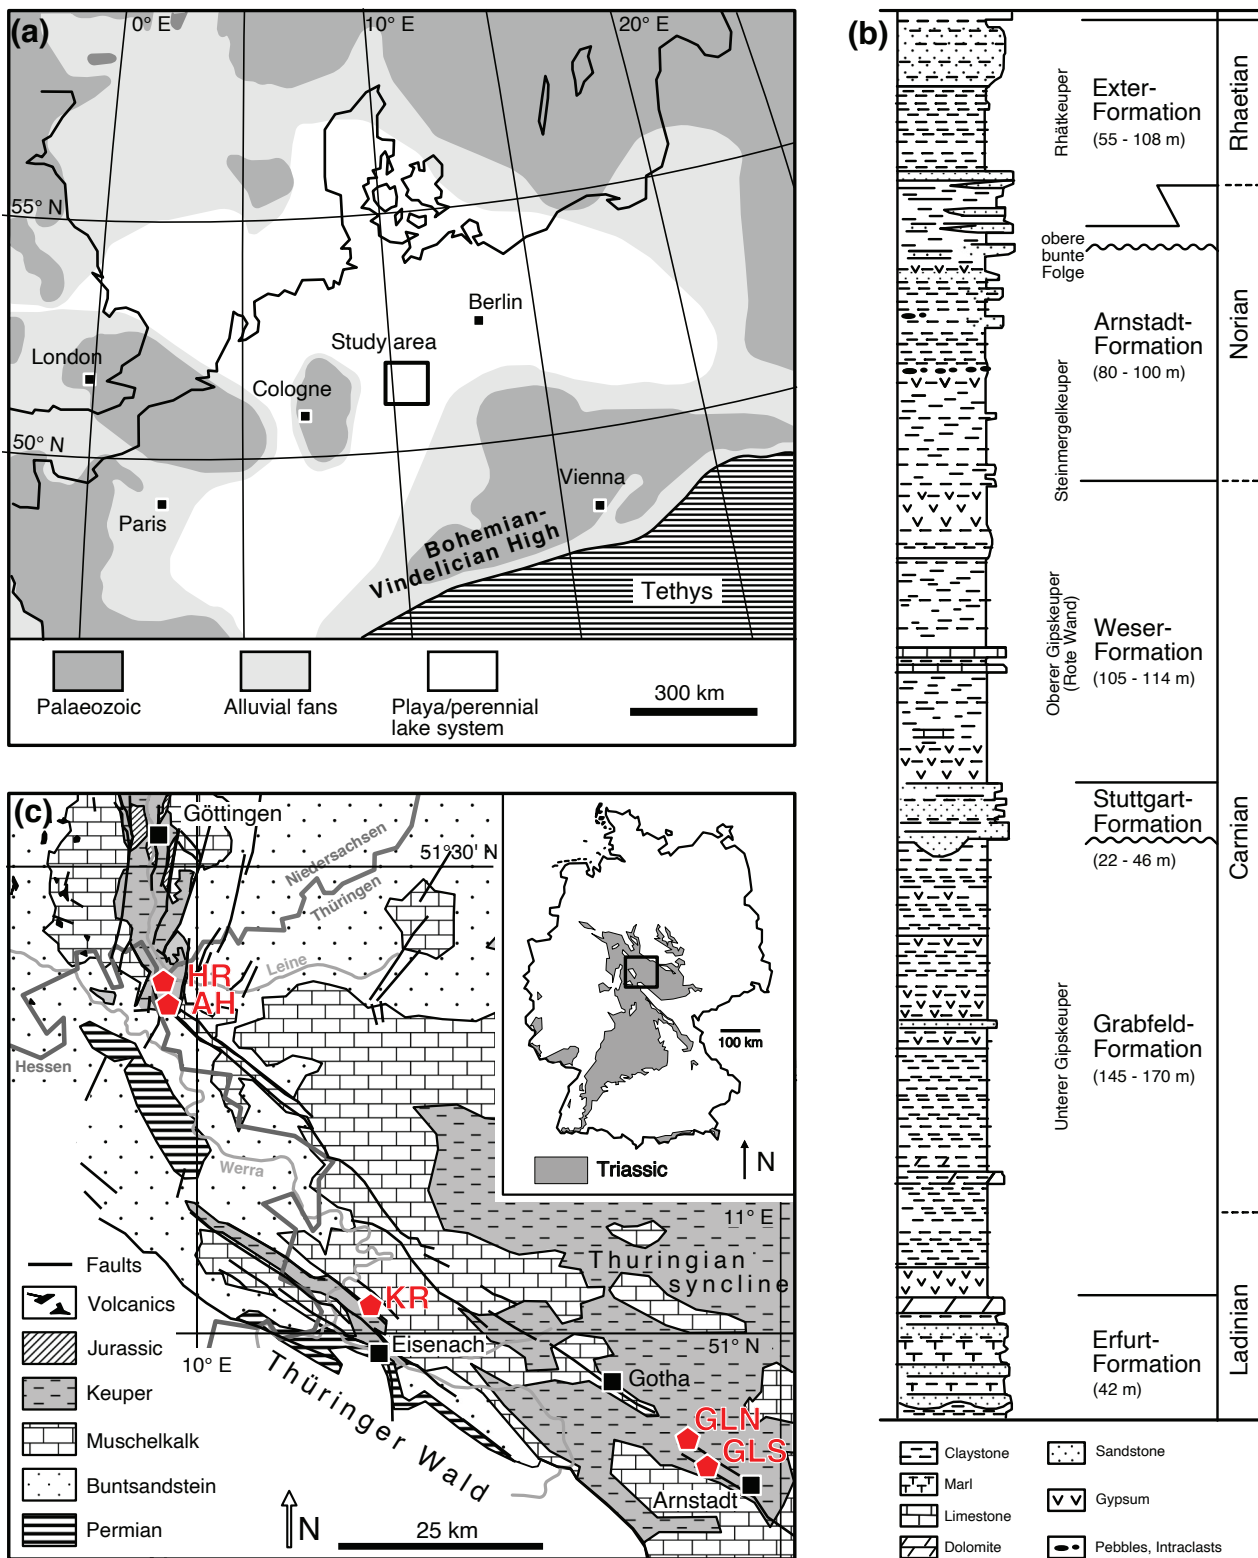 (a)
0° E
10° E
20° E
55° N
50° N
London
Paris
Cologne
Study area
Berlin
Vienna
Bohemian-
Vindelician High
Tethys
Palaeozoic
Alluvial fans
Playa/perennial
lake system
300 km
(b)
Rhätkeuper
Exter-
Formation
(55 - 108 m)
Rhaetian
obere
bunte
Folge
Steinmergelkeuper
Arnstadt-
Formation
(80 - 100 m)
Norian
Oberer Gipskeuper
(Rote Wand)
Weser-
Formation
(105 - 114 m)
Stuttgart-
Formation
(22 - 46 m)
Carnian
Unterer Gipskeuper
Grabfeld-
Formation
(145 - 170 m)
Erfurt-
Formation
(42 m)
Ladinian
Claystone
Marl
Limestone
Dolomite
Sandstone
Gypsum
Pebbles, Intraclasts
(c)
Göttingen
51°30' N
Niedersachsen
Thüringen
Leine
HR
AH
Hessen
Werra
100 km
N
Triassic
11° E
Thuringian
syncline
KR
Eisenach
51° N
10° E
Gotha
Thüringer Wald
GLN
GLS
Arnstadt
Faults
Volcanics
Jurassic
Keuper
Muschelkalk
Buntsandstein
Permian
N
25 km